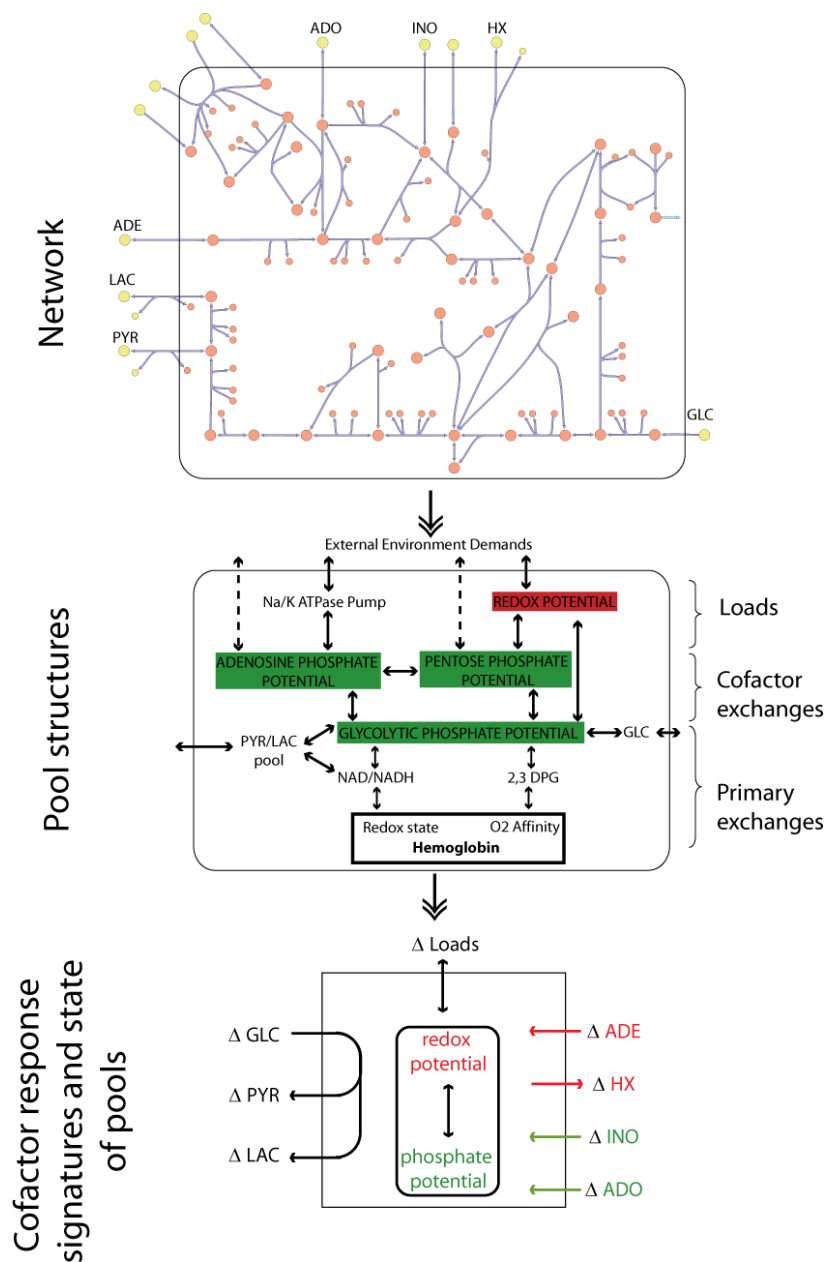 ADO
INO
HX
ADE
LAC
PYR
GLC
Network
External Environment Demands
Na/K ATPase Pump
REDOX POTENTIAL
Loads
ADENOSINE PHOSPHATE
POTENTIAL
PENTOSE PHOSPHATE
POTENTIAL
Cofactor
exchanges
GLYCOLYTIC PHOSPHATE POTENTIAL
GLC
PYR/LAC
pool
NAD/NADH
2,3 DPG
Primary
exchanges
Redox state
O2 Affinity
Hemoglobin
Pool structures
Δ Loads
Δ GLC
Δ PYR
Δ LAC
redox
potential
phosphate
potential
Δ ADE
Δ HX
Δ INO
Δ ADO
Cofactor response
signatures and state
of pools